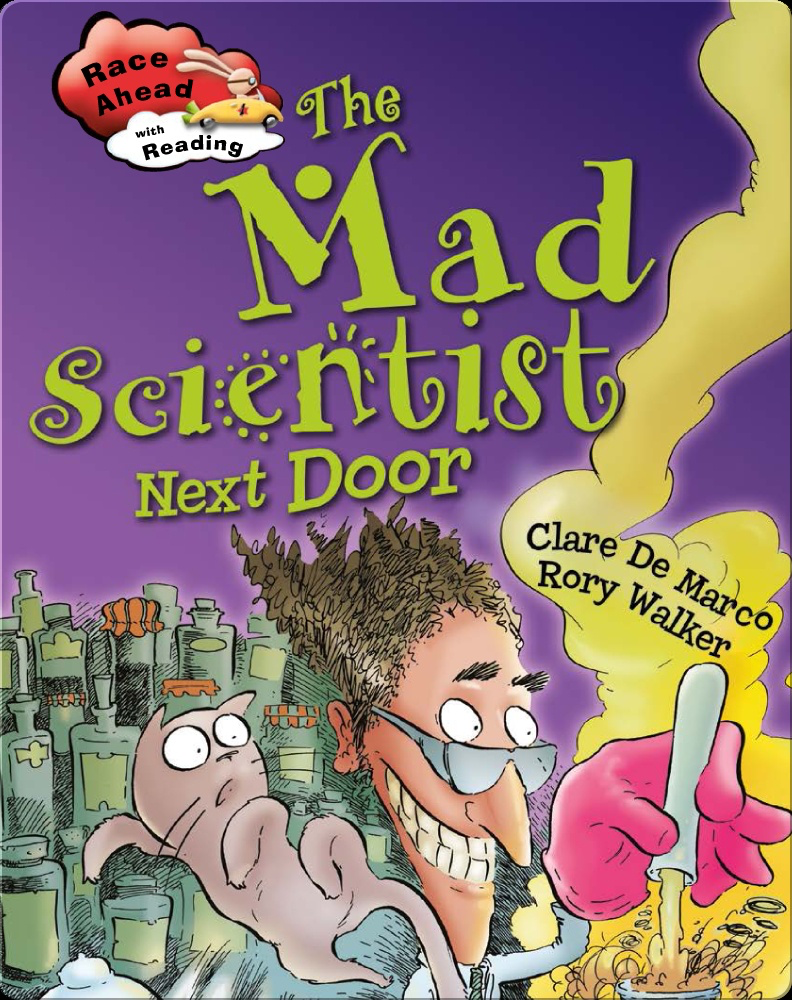 Race
Ahead
with
Reading
The
Mad
Scientist
Next Door
Clare De Marco
Rory Walker